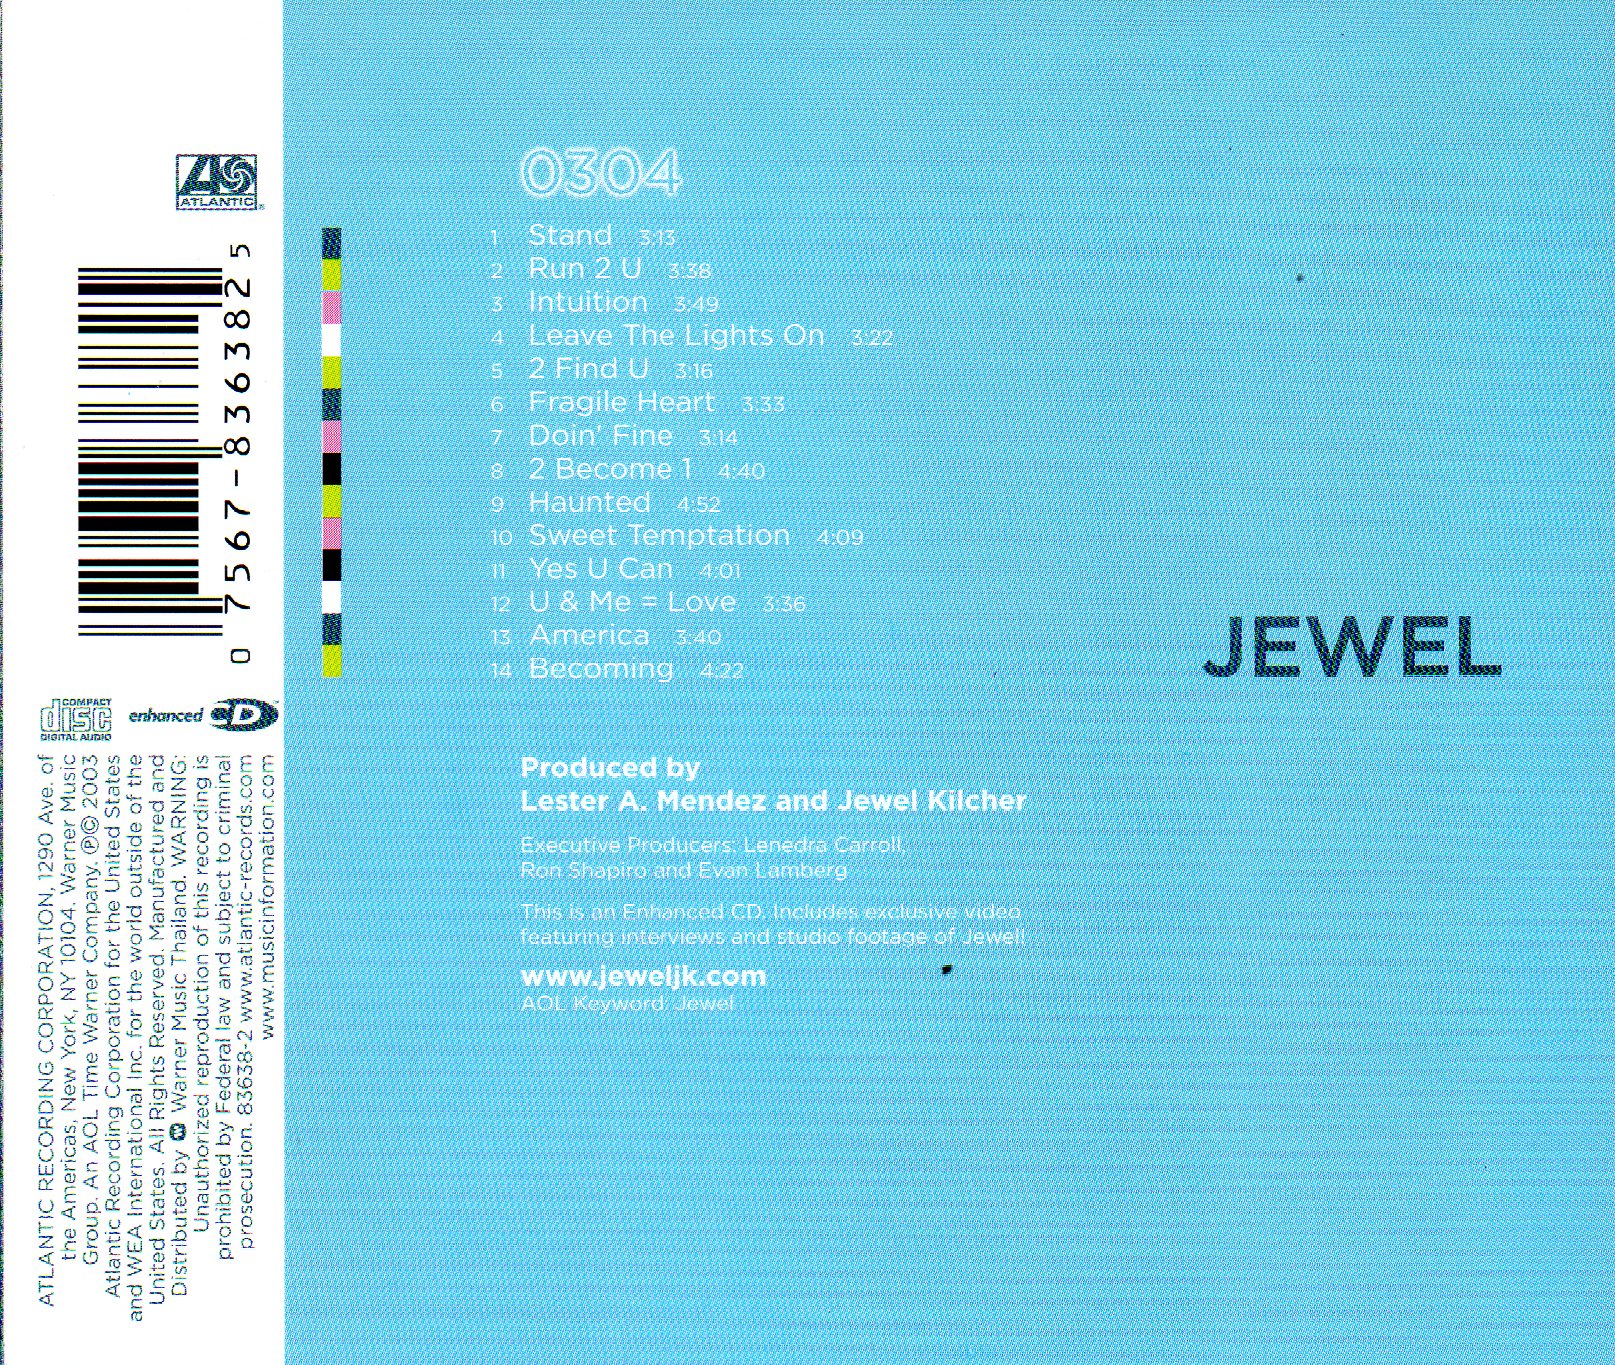 ATLANTIC
0 7567-83638-2 5
COMPACT
disc
DIGITAL AUDIO
enhanced CD
ATLANTIC RECORDING CORPORATION, 1290 Ave. of
the Americas, New York, NY 10104. Warner Music
Group. An AOL Time Warner Company. ℗© 2003
Atlantic Recording Corporation for the United States
and WEA International Inc. for the world outside of the
United States. All Rights Reserved. Manufactured and
Distributed by W Warner Music Thailand. WARNING:
Unauthorized reproduction of this recording is
prohibited by Federal law and subject to criminal
prosecution. 83638-2 www.atlantic-records.com
www.musicinformation.com
0304
1 Stand 3:13
2 Run 2 U 3:38
3 Intuition 3:49
4 Leave The Lights On 3:22
5 2 Find U 3:16
6 Fragile Heart 3:33
7 Doin' Fine 3:14
8 2 Become 1 4:40
9 Haunted 4:52
10 Sweet Temptation 4:09
11 Yes U Can 4:01
12 U & Me = Love 3:36
13 America 3:40
14 Becoming 4:22
JEWEL
Produced by
Lester A. Mendez and Jewel Kilcher
Executive Producers: Lenedra Carroll,
Ron Shapiro and Evan Lamberg
This is an Enhanced CD. Includes exclusive video
featuring interviews and studio footage of Jewel!
www.jeweljk.com
AOL Keyword: Jewel